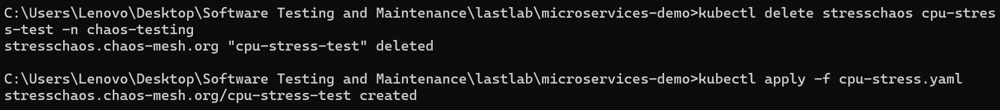 C:\Users\Lenovo\Desktop\Software Testing and Maintenance\lastlab\microservices-demo>kubectl delete stresschaos cpu-stres
s-test -n chaos-testing
stresschaos.chaos-mesh.org "cpu-stress-test" deleted
C:\Users\Lenovo\Desktop\Software Testing and Maintenance\lastlab\microservices-demo>kubectl apply -f cpu-stress.yaml
stresschaos.chaos-mesh.org/cpu-stress-test created